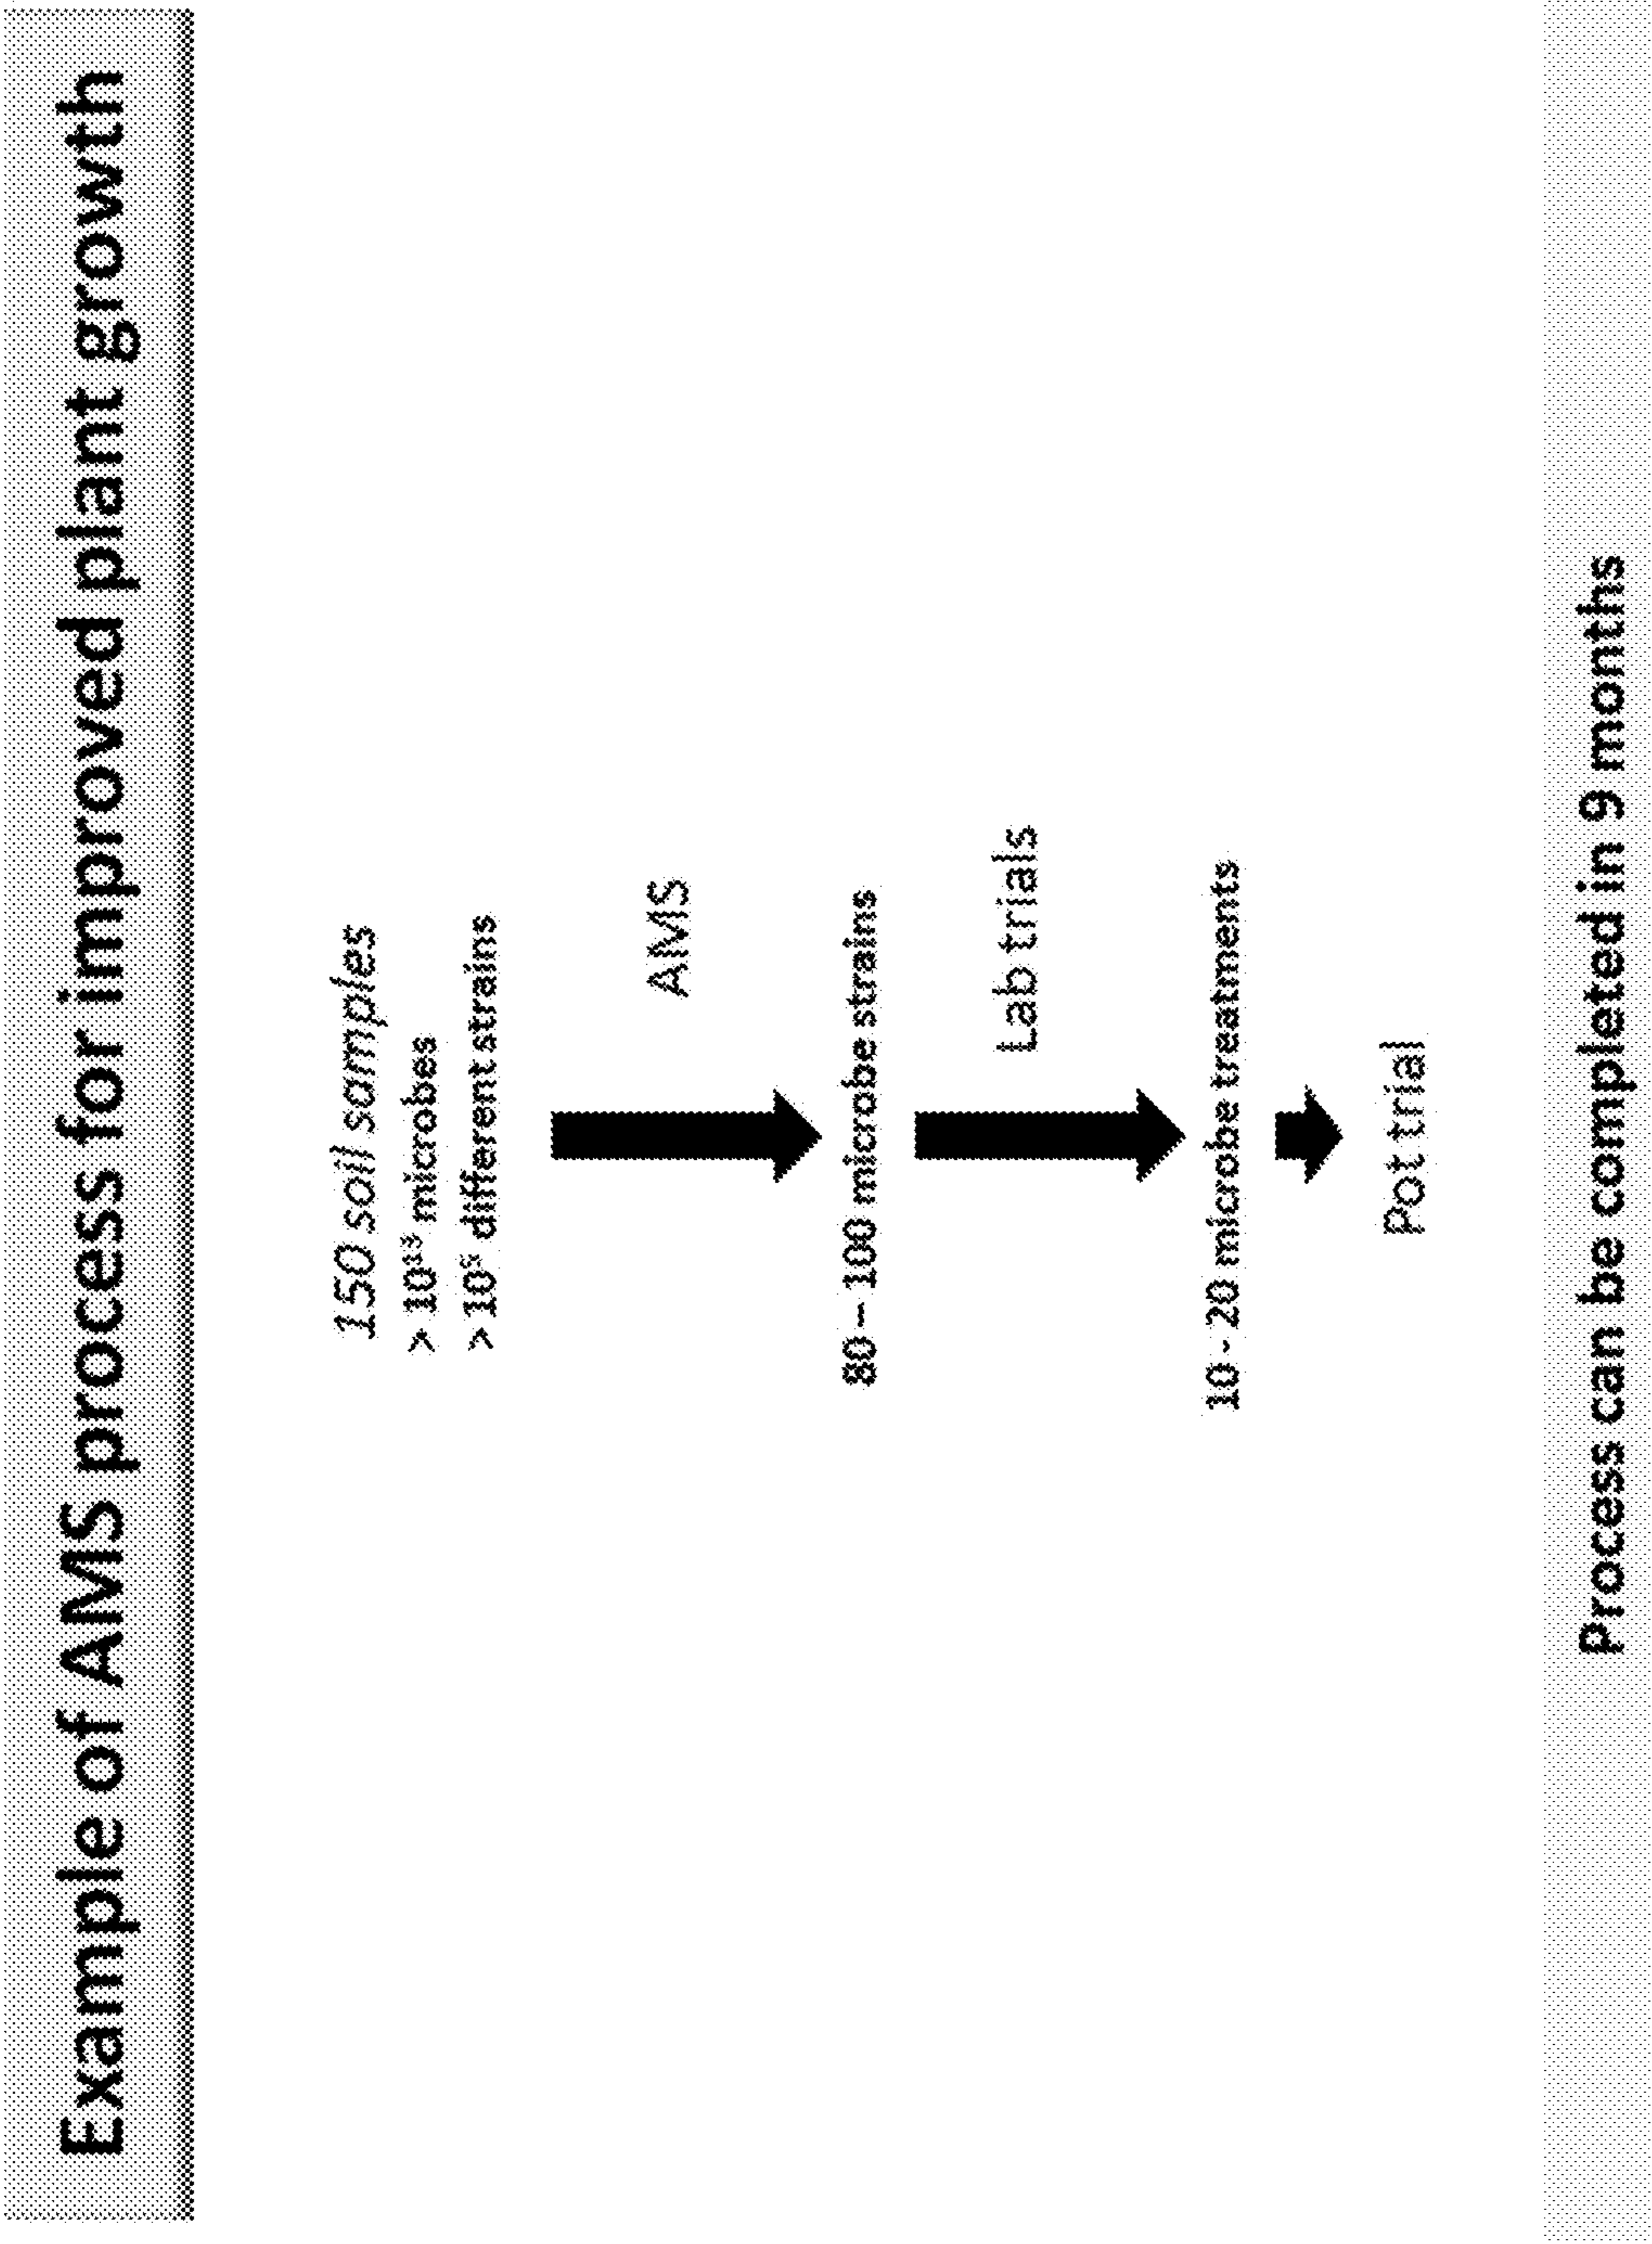 Example of AMS process for improved plant growth
150 soil samples
> 10¹³ microbes
> 10⁵ different strains
AMS
80 – 100 microbe strains
Lab trials
10 - 20 microbe treatments
Pot trial
Process can be completed in 9 months